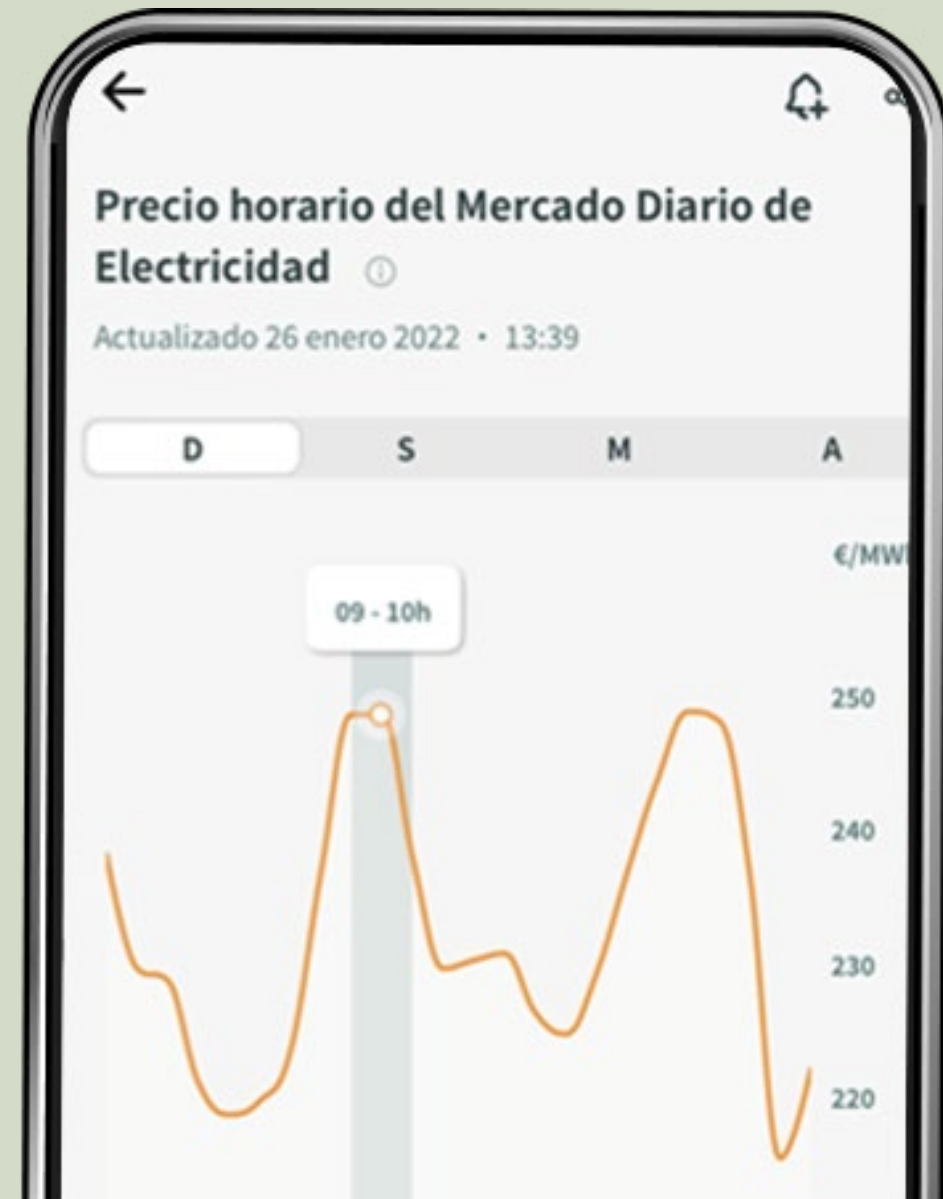 Precio horario del Mercado Diario de
Electricidad
Actualizado 26 enero 2022 • 13:39
D S M A
€/MWh
09 - 10h
250
240
230
220